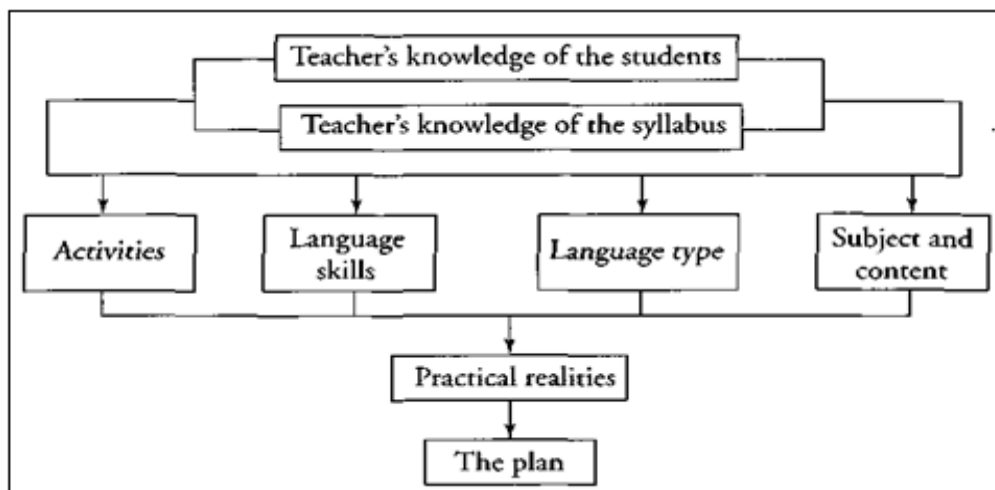 Teacher's knowledge of the students
Teacher's knowledge of the syllabus
Activities
Language
skills
Language type
Subject and
content
Practical realities
The plan